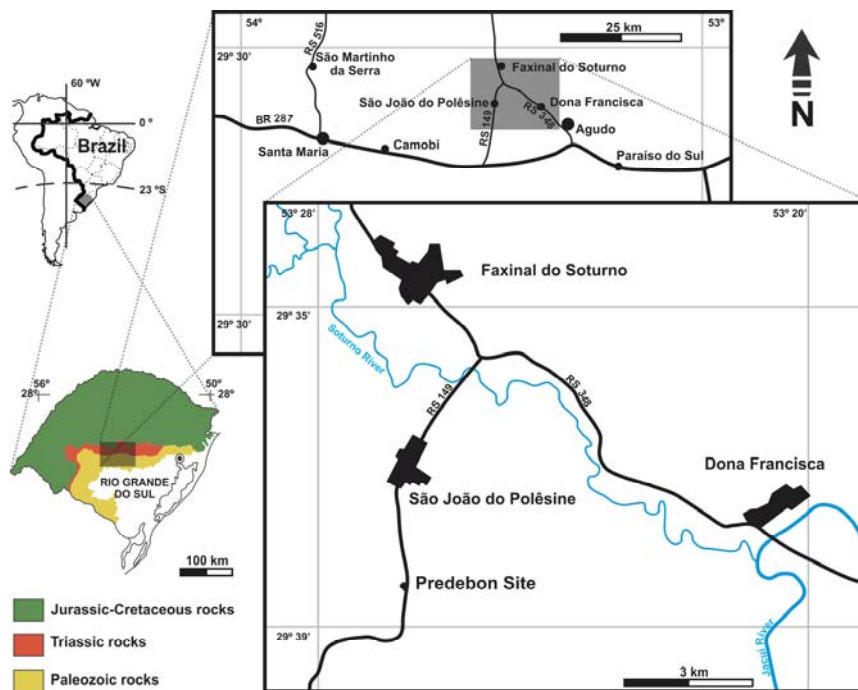 60 ºW
0 º
Brazil
23 ºS
54º
53º
29º 30'
25 km
RS 516
São Martinho
da Serra
Faxinal do Soturno
São João do Polêsine
Dona Francisca
RS 149
RS 348
Agudo
BR 287
Santa Maria
Camobi
Paraiso do Sul
29º 30'
N
53º 28'
53º 20'
Faxinal do Soturno
29º 35'
Soturno River
RS 149
RS 348
Dona Francisca
São João do Polêsine
Predebon Site
29º 39'
Jacuí River
3 km
56º
28º
50º
28º
RIO GRANDE
DO SUL
100 km
Jurassic-Cretaceous rocks
Triassic rocks
Paleozoic rocks